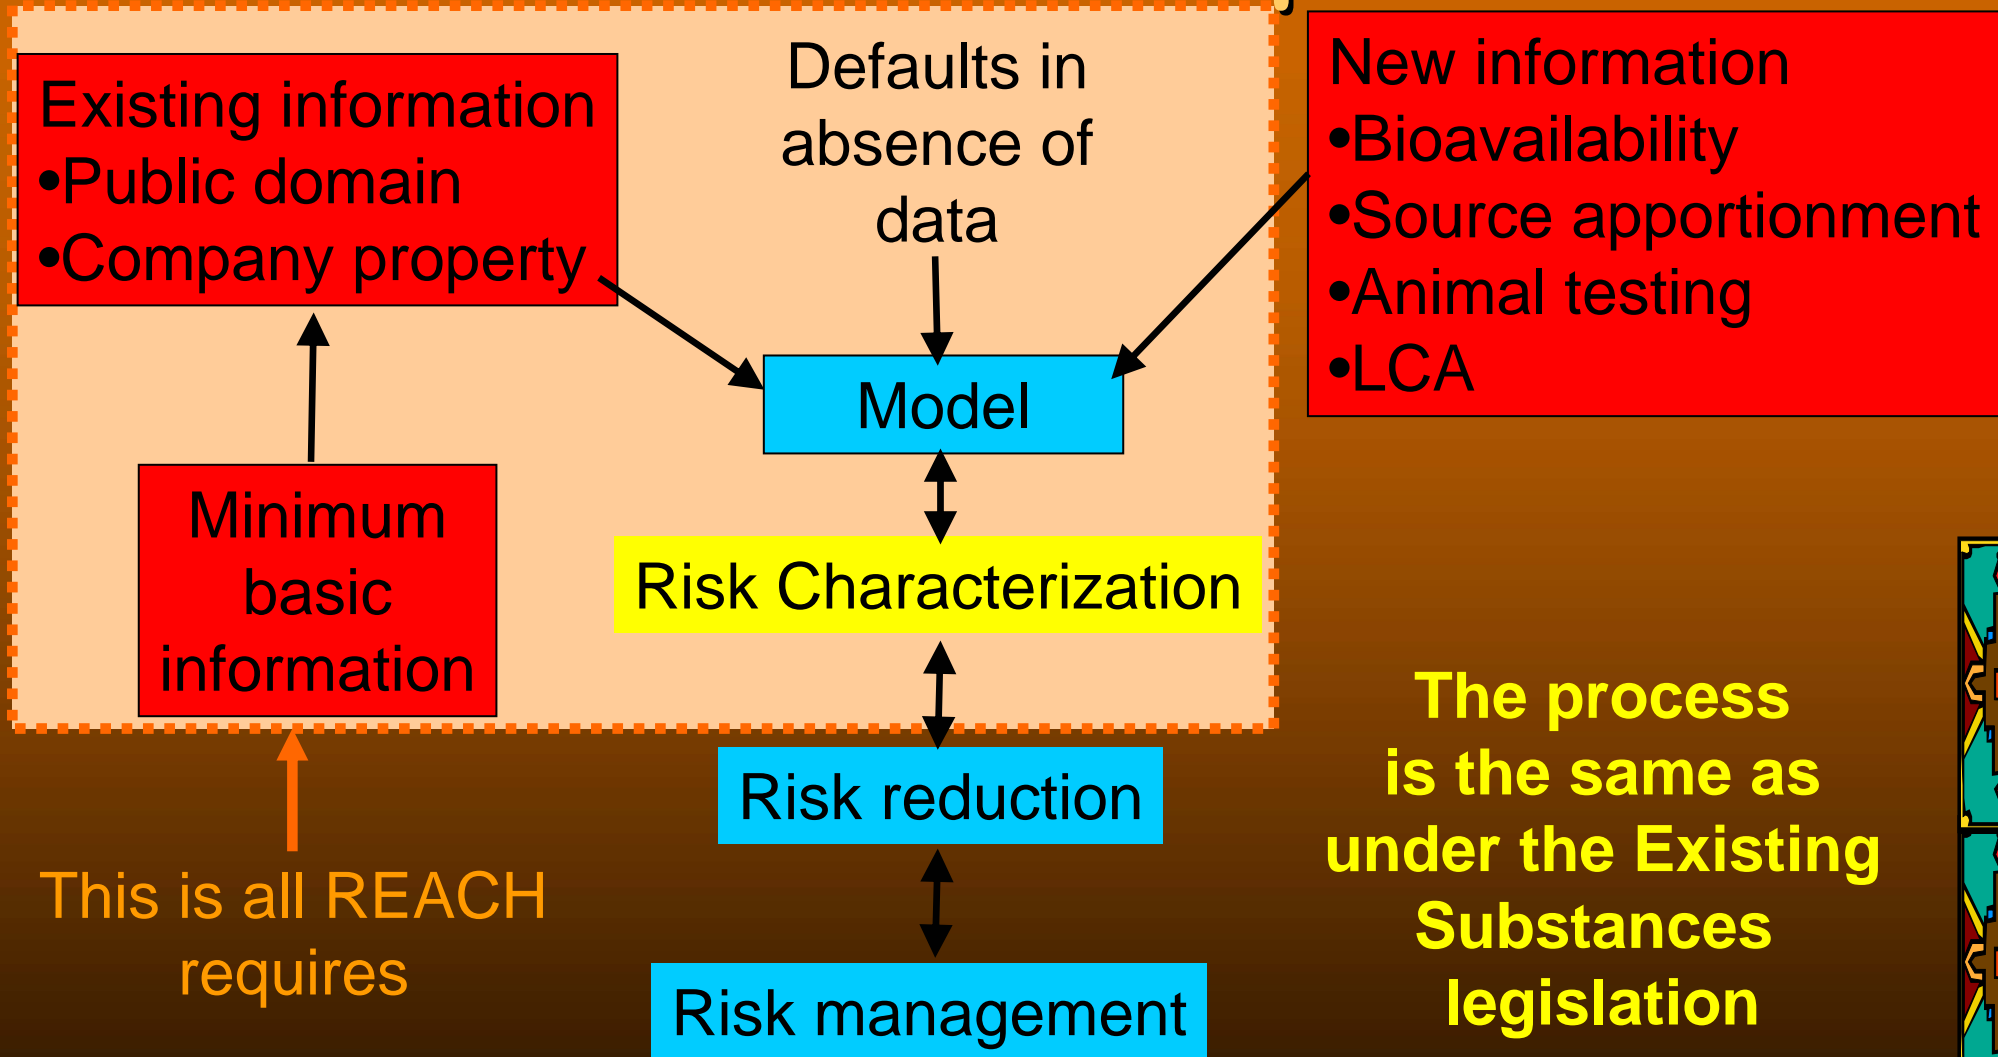 Existing information
•Public domain
•Company property
Defaults in
absence of
data
New information
•Bioavailability
•Source apportionment
•Animal testing
•LCA
Model
Minimum
basic
information
Risk Characterization
Risk reduction
Risk management
This is all REACH
requires
The process
is the same as
under the Existing
Substances
legislation